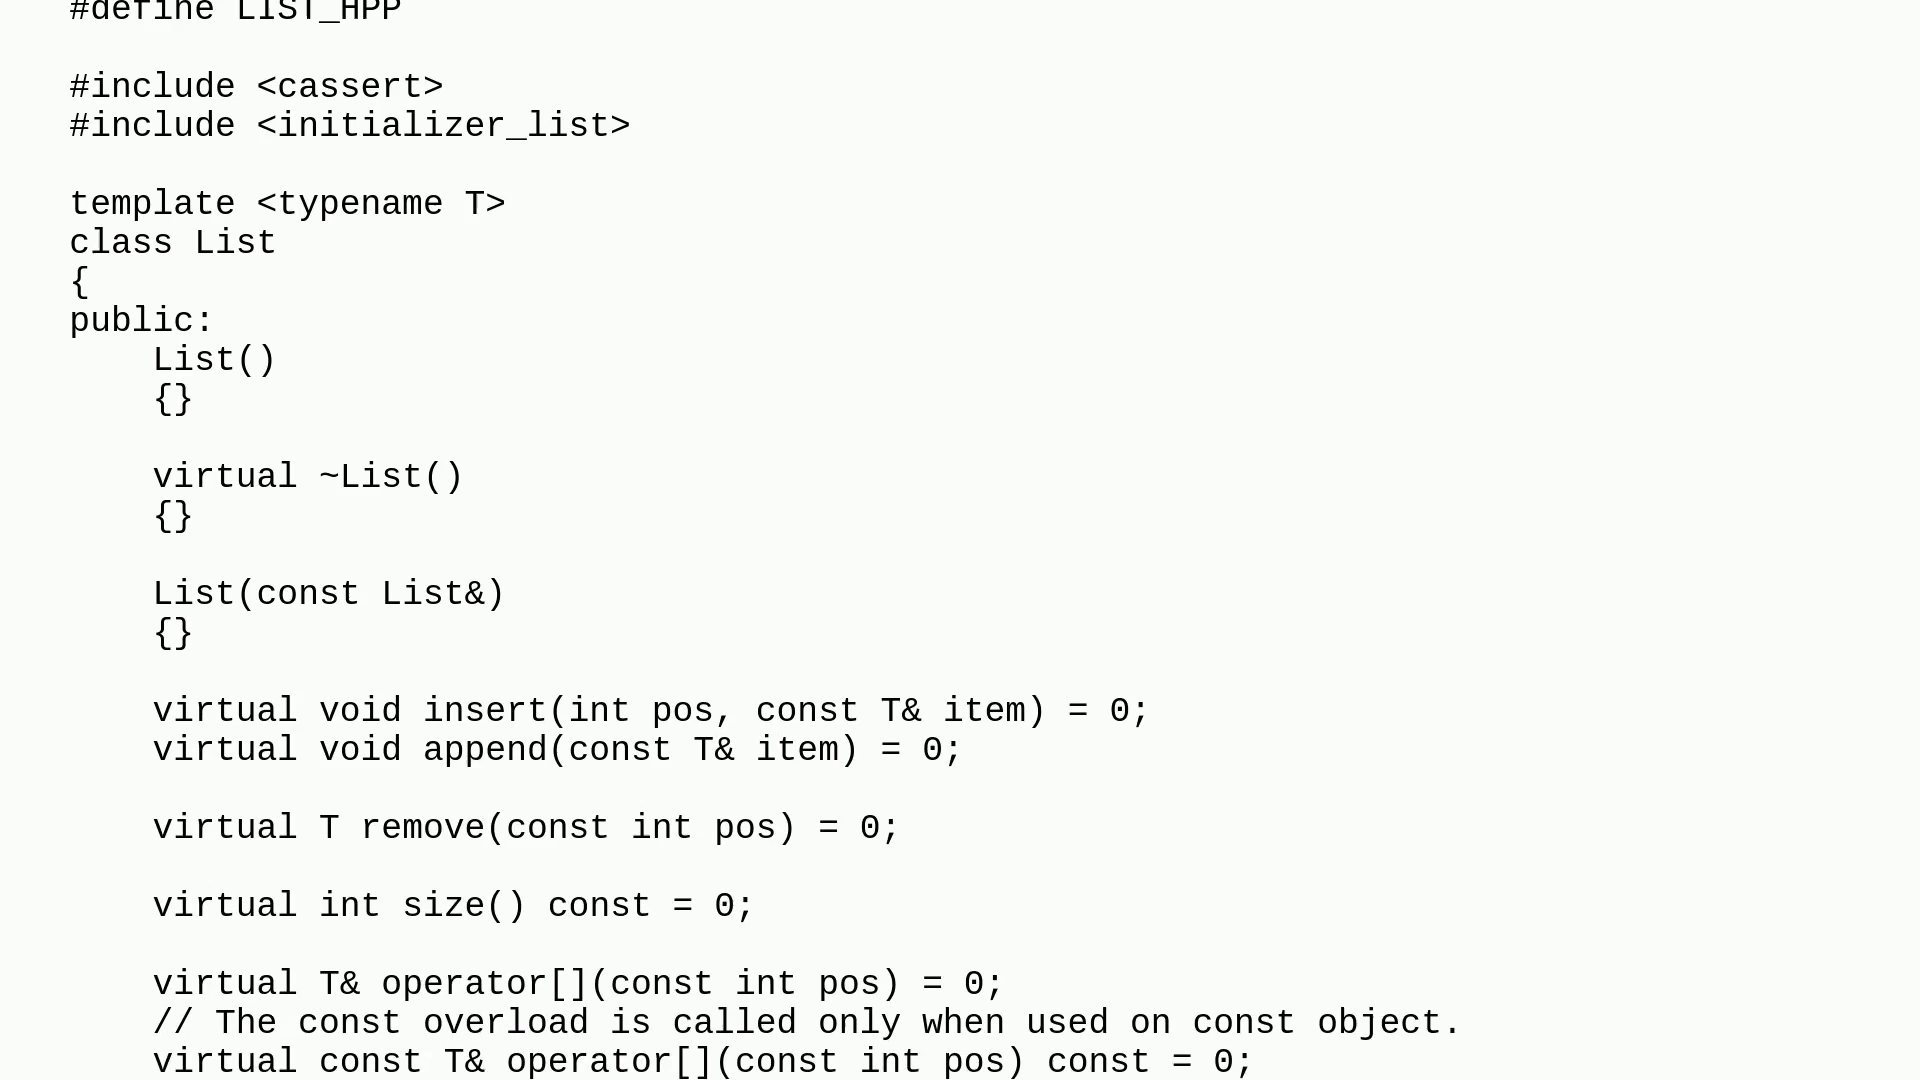 #define LIST_HPP

#include <cassert>
#include <initializer_list>

template <typename T>
class List
{
public:
    List()
    {}

    virtual ~List()
    {}

    List(const List&)
    {}

    virtual void insert(int pos, const T& item) = 0;
    virtual void append(const T& item) = 0;

    virtual T remove(const int pos) = 0;

    virtual int size() const = 0;

    virtual T& operator[](const int pos) = 0;
    // The const overload is called only when used on const object.
    virtual const T& operator[](const int pos) const = 0;